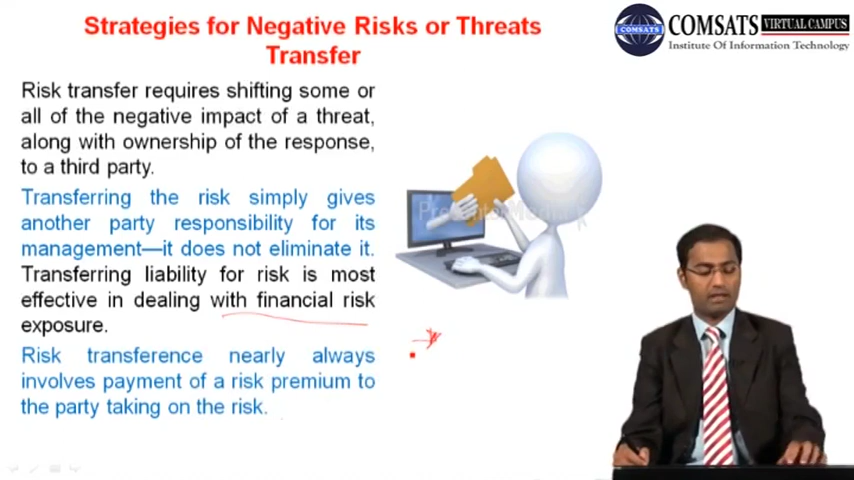 Strategies for Negative Risks or Threats
Transfer
COMSATS
COMSATS VIRTUAL CAMPUS
Institute Of Information Technology
Risk transfer requires shifting some or
all of the negative impact of a threat,
along with ownership of the response,
to a third party.
Transferring the risk simply gives
another party responsibility for its
management—it does not eliminate it.
Transferring liability for risk is most
effective in dealing with financial risk
exposure.
Risk transference nearly always
involves payment of a risk premium to
the party taking on the risk.